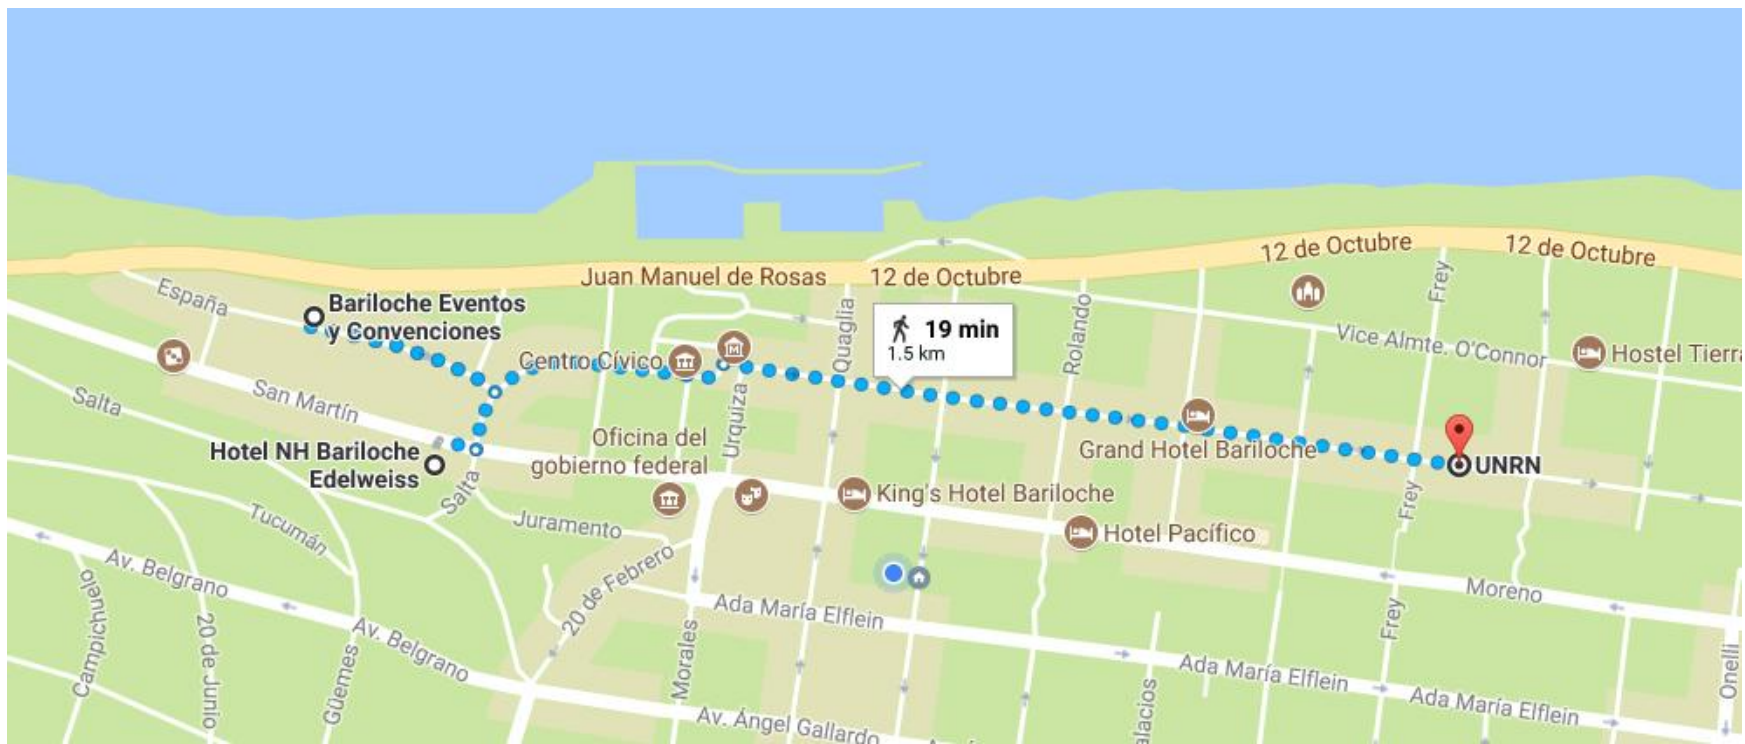 12 de Octubre
12 de Octubre
Juan Manuel de Rosas
12 de Octubre
Frey
España
Bariloche Eventos
y Convenciones
Quaglia
19 min
1.5 km
Rolando
Vice Almte. O'Connor
Hostel Tierra
Centro Cívico
San Martín
Salta
Urquiza
Oficina del
gobierno federal
Grand Hotel Bariloche
UNRN
Hotel NH Bariloche
Edelweiss
Salta
Frey
King's Hotel Bariloche
Juramento
Hotel Pacífico
Tucumán
Av. Belgrano
20 de Febrero
Moreno
Campichuelo
20 de Junio
Güemes
Av. Belgrano
Ada María Elflein
Frey
Morales
Ada María Elflein
Ada María Elflein
Onelli
Av. Ángel Gallardo
alacios